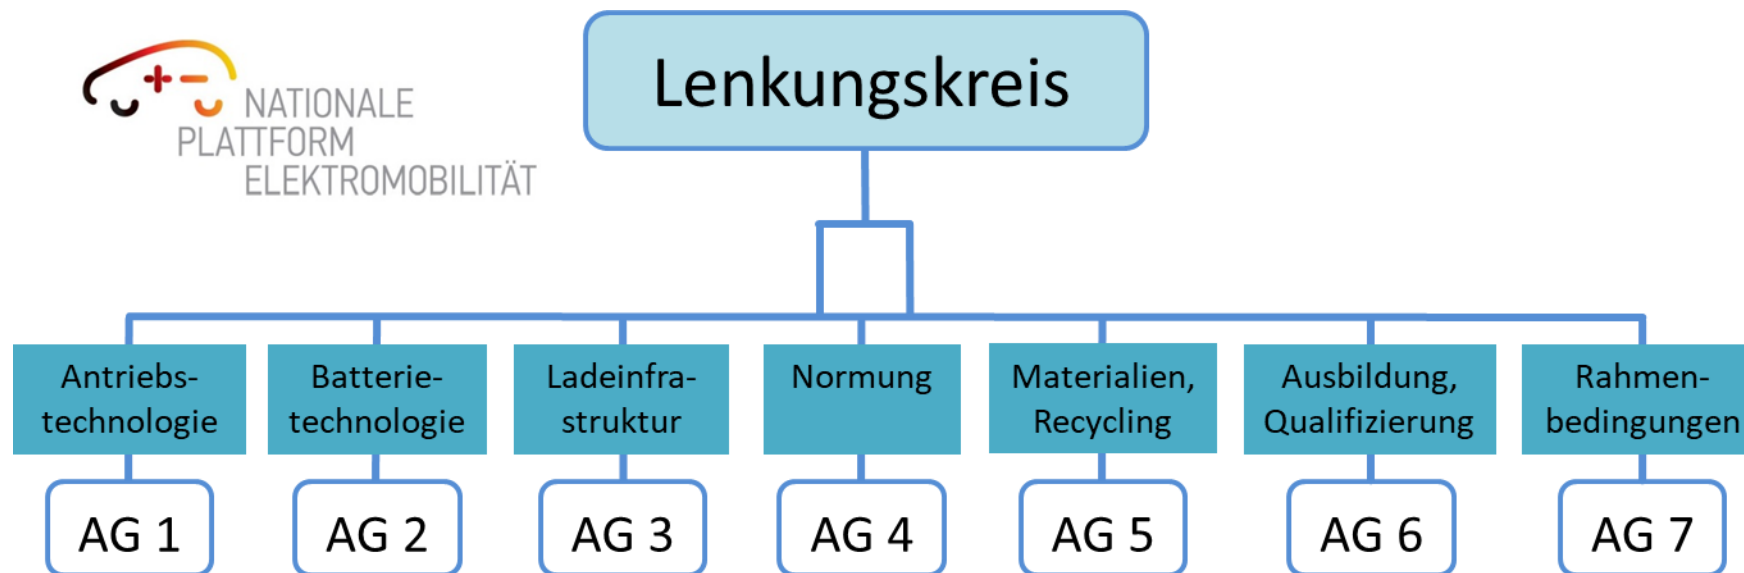 NATIONALE
PLATTFORM
ELEKTROMOBILITÄT
Lenkungskreis
Antriebs-
technologie
Batterie-
technologie
Ladeinfra-
struktur
Normung
Materialien,
Recycling
Ausbildung,
Qualifizierung
Rahmen-
bedingungen
AG 1
AG 2
AG 3
AG 4
AG 5
AG 6
AG 7